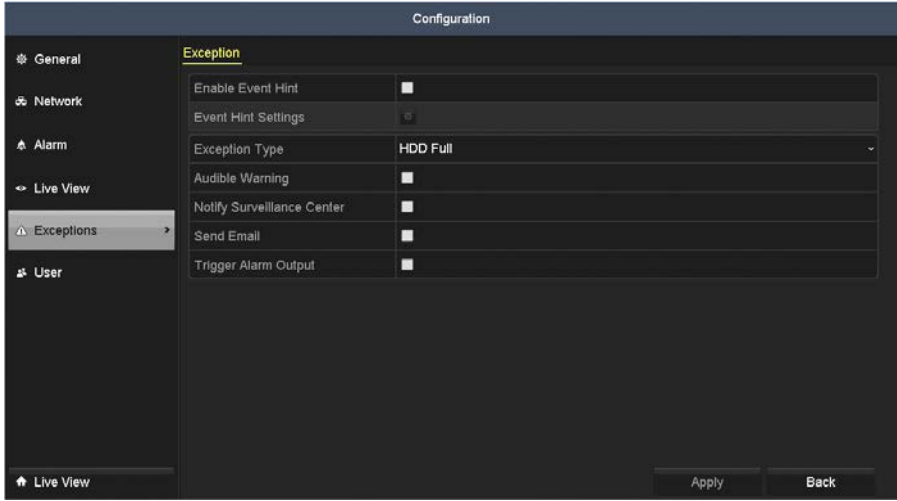 Configuration
General
Network
Alarm
Live View
Exceptions
User
Live View
Exception
Enable Event Hint
Event Hint Settings
Exception Type HDD Full
Audible Warning
Notify Surveillance Center
Send Email
Trigger Alarm Output
Apply Back